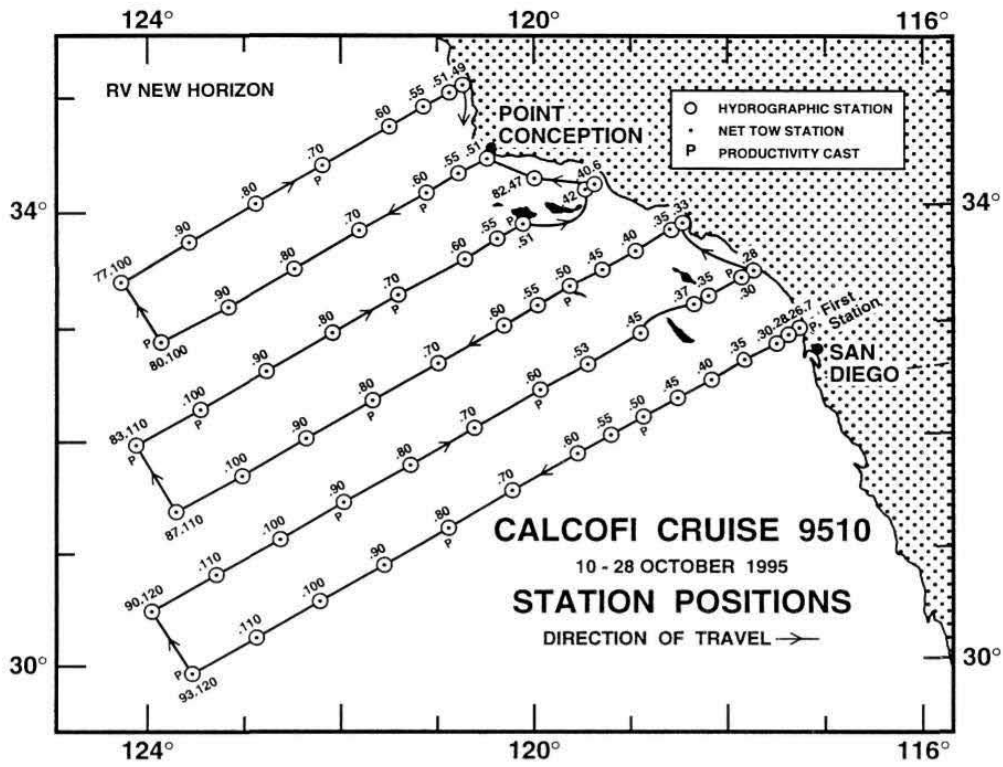 124°
120°
116°
RV NEW HORIZON
POINT
CONCEPTION
HYDROGRAPHIC STATION
NET TOW STATION
P PRODUCTIVITY CAST
34°
34°
.49
.51
.55
.60
.70
P
.80
.90
77.100
.51
.55
.60
P
.70
.80
.90
P
P
80.100
82.47
40.6
.42
P
.51
.55
.60
.70
P
.80
.90
.100
P
83.110
P
.33
.35
.40
.45
.50
P
.55
.60
.70
.80
P
.90
.100
87.110
.28
P
.30
.35
.37
.45
.53
.60
.70
.80
.90
P
.100
.110
90.120
First
Station
P
26.7
.28
.30
.35
.40
.45
.50
P
.55
.60
.70
.80
P
.90
.100
.110
P
93.120
SAN
DIEGO
CALCOFI CRUISE 9510
10 - 28 OCTOBER 1995
STATION POSITIONS
DIRECTION OF TRAVEL
30°
30°
124°
120°
116°